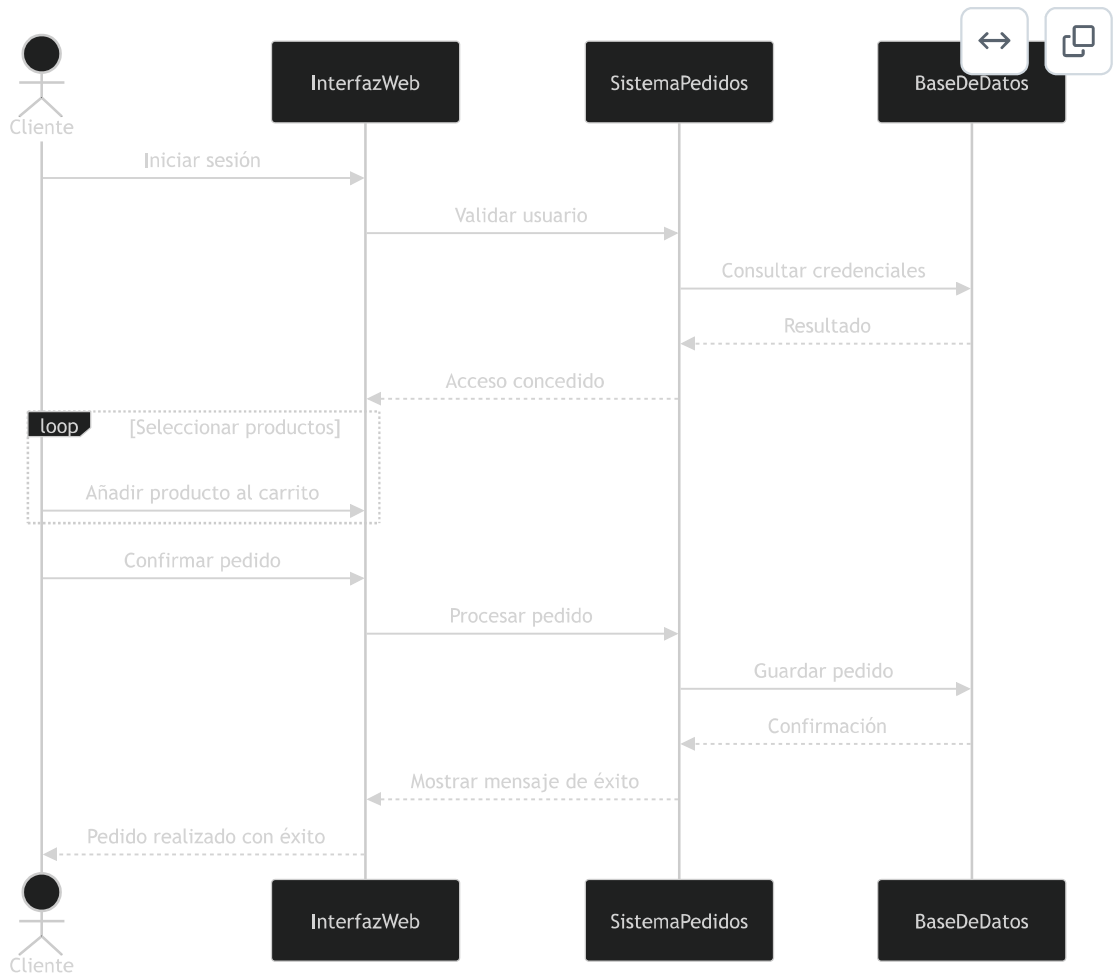 InterfazWeb
SistemaPedidos
BaseDeDatos
Cliente
Iniciar sesión
Validar usuario
Consultar credenciales
Resultado
Acceso concedido
loop
[Seleccionar productos]
Añadir producto al carrito
Confirmar pedido
Procesar pedido
Guardar pedido
Confirmación
Mostrar mensaje de éxito
Pedido realizado con éxito
InterfazWeb
SistemaPedidos
BaseDeDatos
Cliente